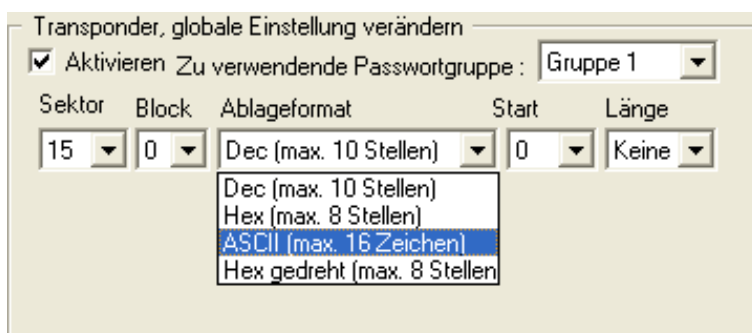 Transponder, globale Einstellung verändern
Aktivieren Zu verwendende Passwortgruppe : Gruppe 1
Sektor Block Ablageformat Start Länge
15 0 Dec (max. 10 Stellen) 0 Keine
Dec (max. 10 Stellen)
Hex (max. 8 Stellen)
ASCII (max. 16 Zeichen)
Hex gedreht (max. 8 Stellen